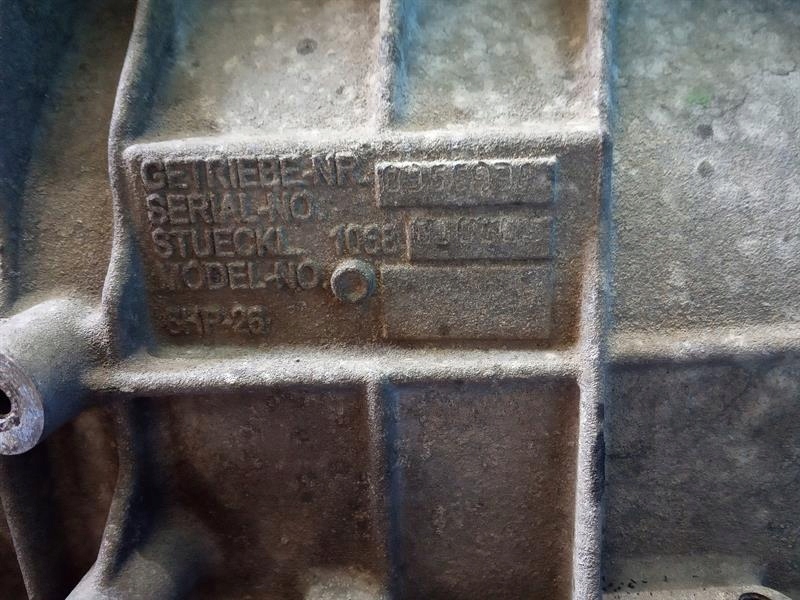 GETRIEBE-NR.
SERIAL-NO.
STUECKL. 1068
MODEL-NO.
6HP-26